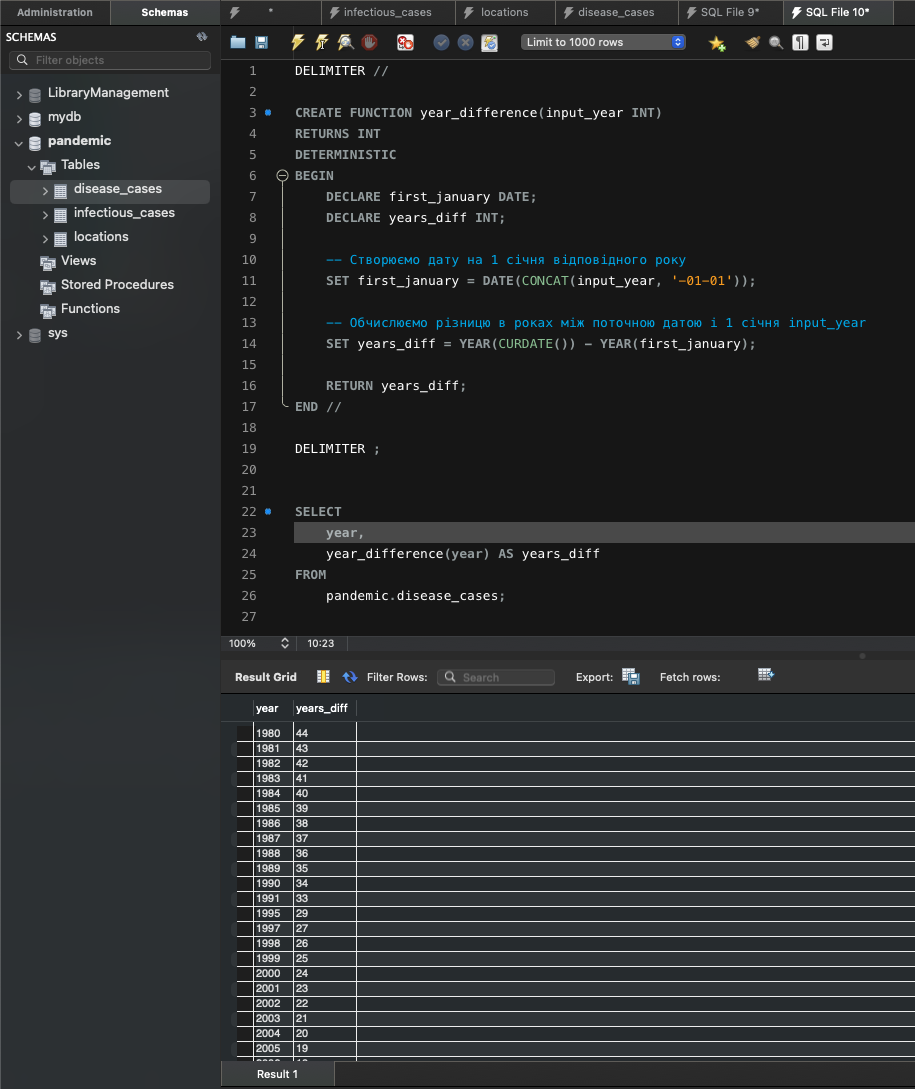 Administration Schemas * infectious_cases locations disease_cases SQL File 9* SQL File 10*
SCHEMAS
Filter objects
LibraryManagement
mydb
pandemic
Tables
disease_cases
infectious_cases
locations
Views
Stored Procedures
Functions
sys
Limit to 1000 rows
1 DELIMITER //
2
3 CREATE FUNCTION year_difference(input_year INT)
4 RETURNS INT
5 DETERMINISTIC
6 BEGIN
7 DECLARE first_january DATE;
8 DECLARE years_diff INT;
9
10 -- Створюємо дату на 1 січня відповідного року
11 SET first_january = DATE(CONCAT(input_year, '-01-01'));
12
13 -- Обчислюємо різницю в роках між поточною датою і 1 січня input_year
14 SET years_diff = YEAR(CURDATE()) - YEAR(first_january);
15
16 RETURN years_diff;
17 END //
18
19 DELIMITER ;
20
21
22 SELECT
23 year,
24 year_difference(year) AS years_diff
25 FROM
26 pandemic.disease_cases;
27
100% 10:23
Result Grid Filter Rows: Search Export: Fetch rows:
year years_diff
1980 44
1981 43
1982 42
1983 41
1984 40
1985 39
1986 38
1987 37
1988 36
1989 35
1990 34
1991 33
1995 29
1997 27
1998 26
1999 25
2000 24
2001 23
2002 22
2003 21
2004 20
2005 19
Result 1